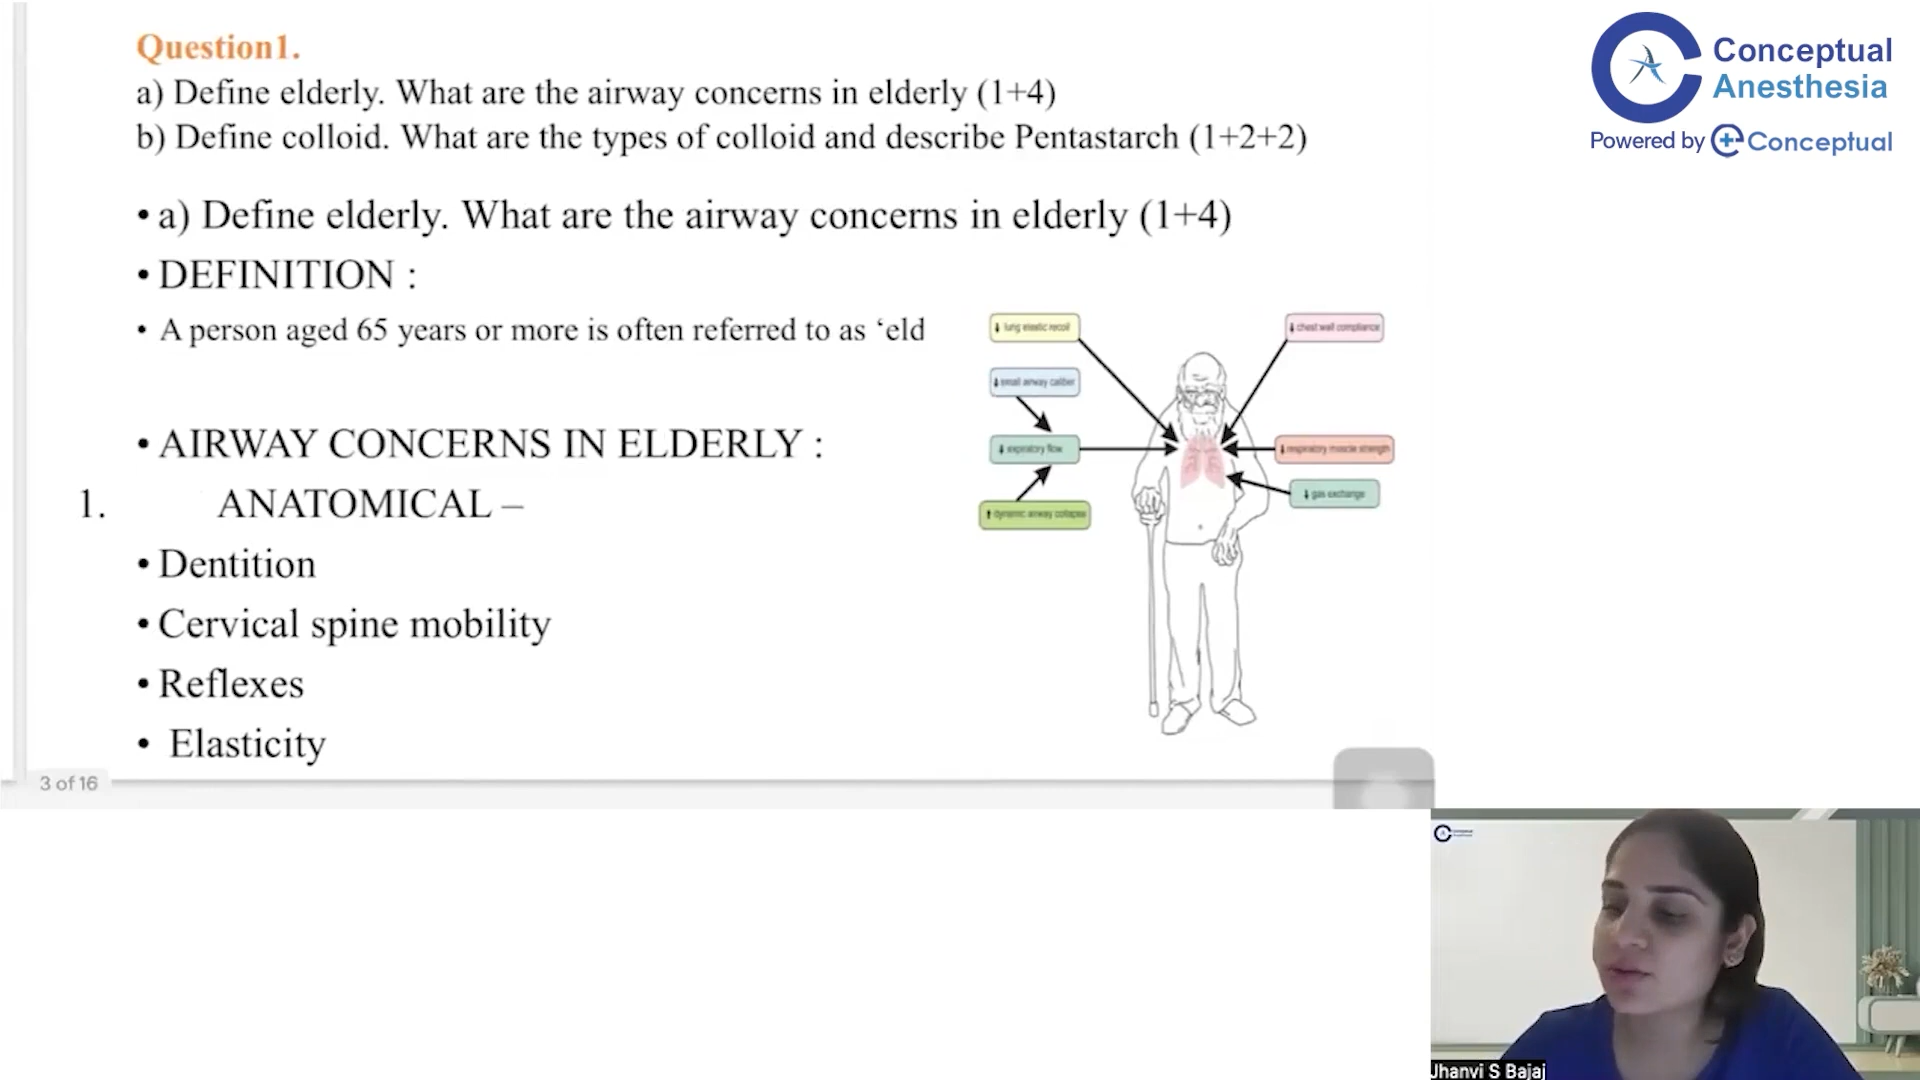 Question1.
a) Define elderly. What are the airway concerns in elderly (1+4)
b) Define colloid. What are the types of colloid and describe Pentastarch (1+2+2)
• a) Define elderly. What are the airway concerns in elderly (1+4)
• DEFINITION :
• A person aged 65 years or more is often referred to as ‘eld
• AIRWAY CONCERNS IN ELDERLY :
1. ANATOMICAL –
• Dentition
• Cervical spine mobility
• Reflexes
• Elasticity
↓ lung elastic recoil
↓ small airway caliber
↓ expiratory flow
↑ dynamic airway collapse
↓ chest wall compliance
↓ respiratory muscle strength
↓ gas exchange
3 of 16
Conceptual
Anesthesia
Powered by Conceptual
Jhanvi S Bajaj